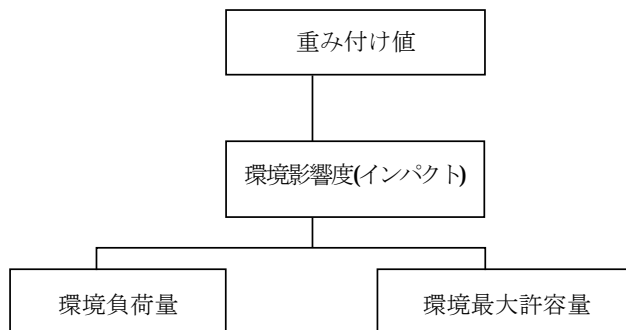 重み付け値
環境影響度(インパクト)
環境負荷量
環境最大許容量